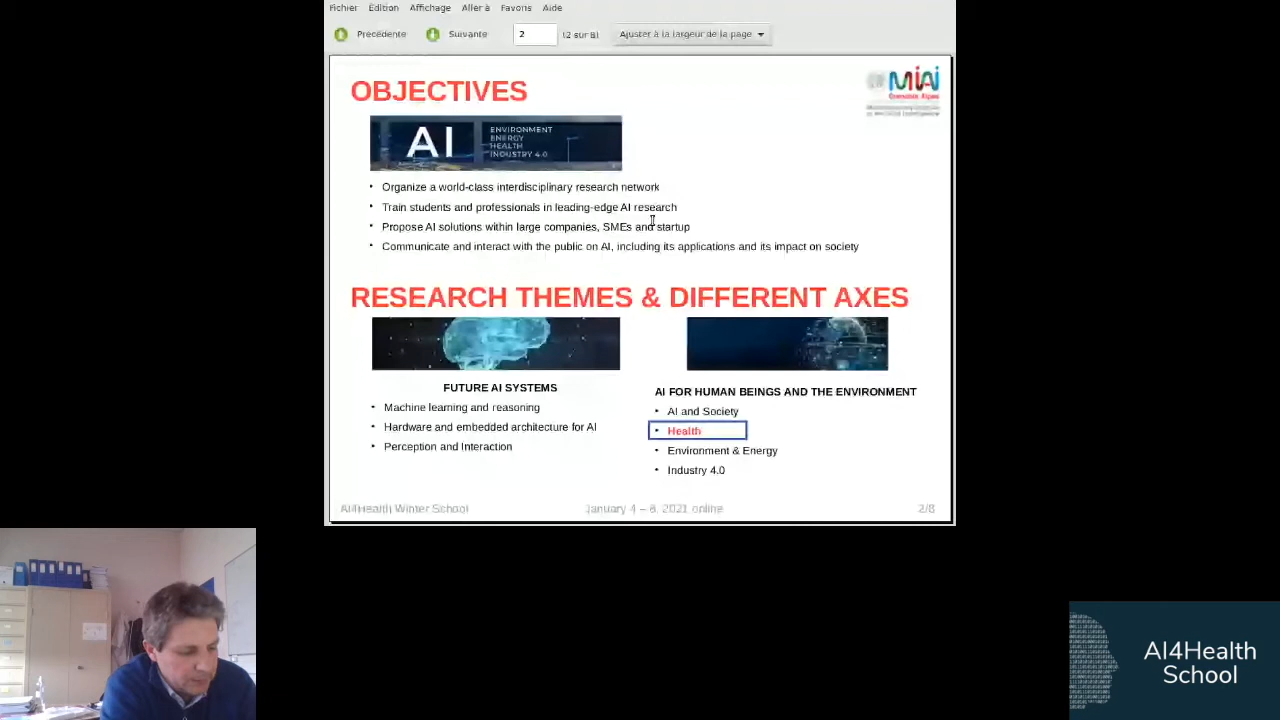 Fichier Edition Affichage Aller à Favoris Aide
Précédente Suivante 2 (2 sur 8) Ajuster à la largeur de la page
OBJECTIVES
MiAi
Grenoble Alpes
AI
ENVIRONMENT
ENERGY
HEALTH
INDUSTRY 4.0
• Organize a world-class interdisciplinary research network
• Train students and professionals in leading-edge AI research
• Propose AI solutions within large companies, SMEs and startup
• Communicate and interact with the public on AI, including its applications and its impact on society
RESEARCH THEMES & DIFFERENT AXES
FUTURE AI SYSTEMS
• Machine learning and reasoning
• Hardware and embedded architecture for AI
• Perception and Interaction
AI FOR HUMAN BEINGS AND THE ENVIRONMENT
• AI and Society
• Health
• Environment & Energy
• Industry 4.0
AI4Health Winter School January 4 – 8, 2021 online 2/8
AI4Health
School